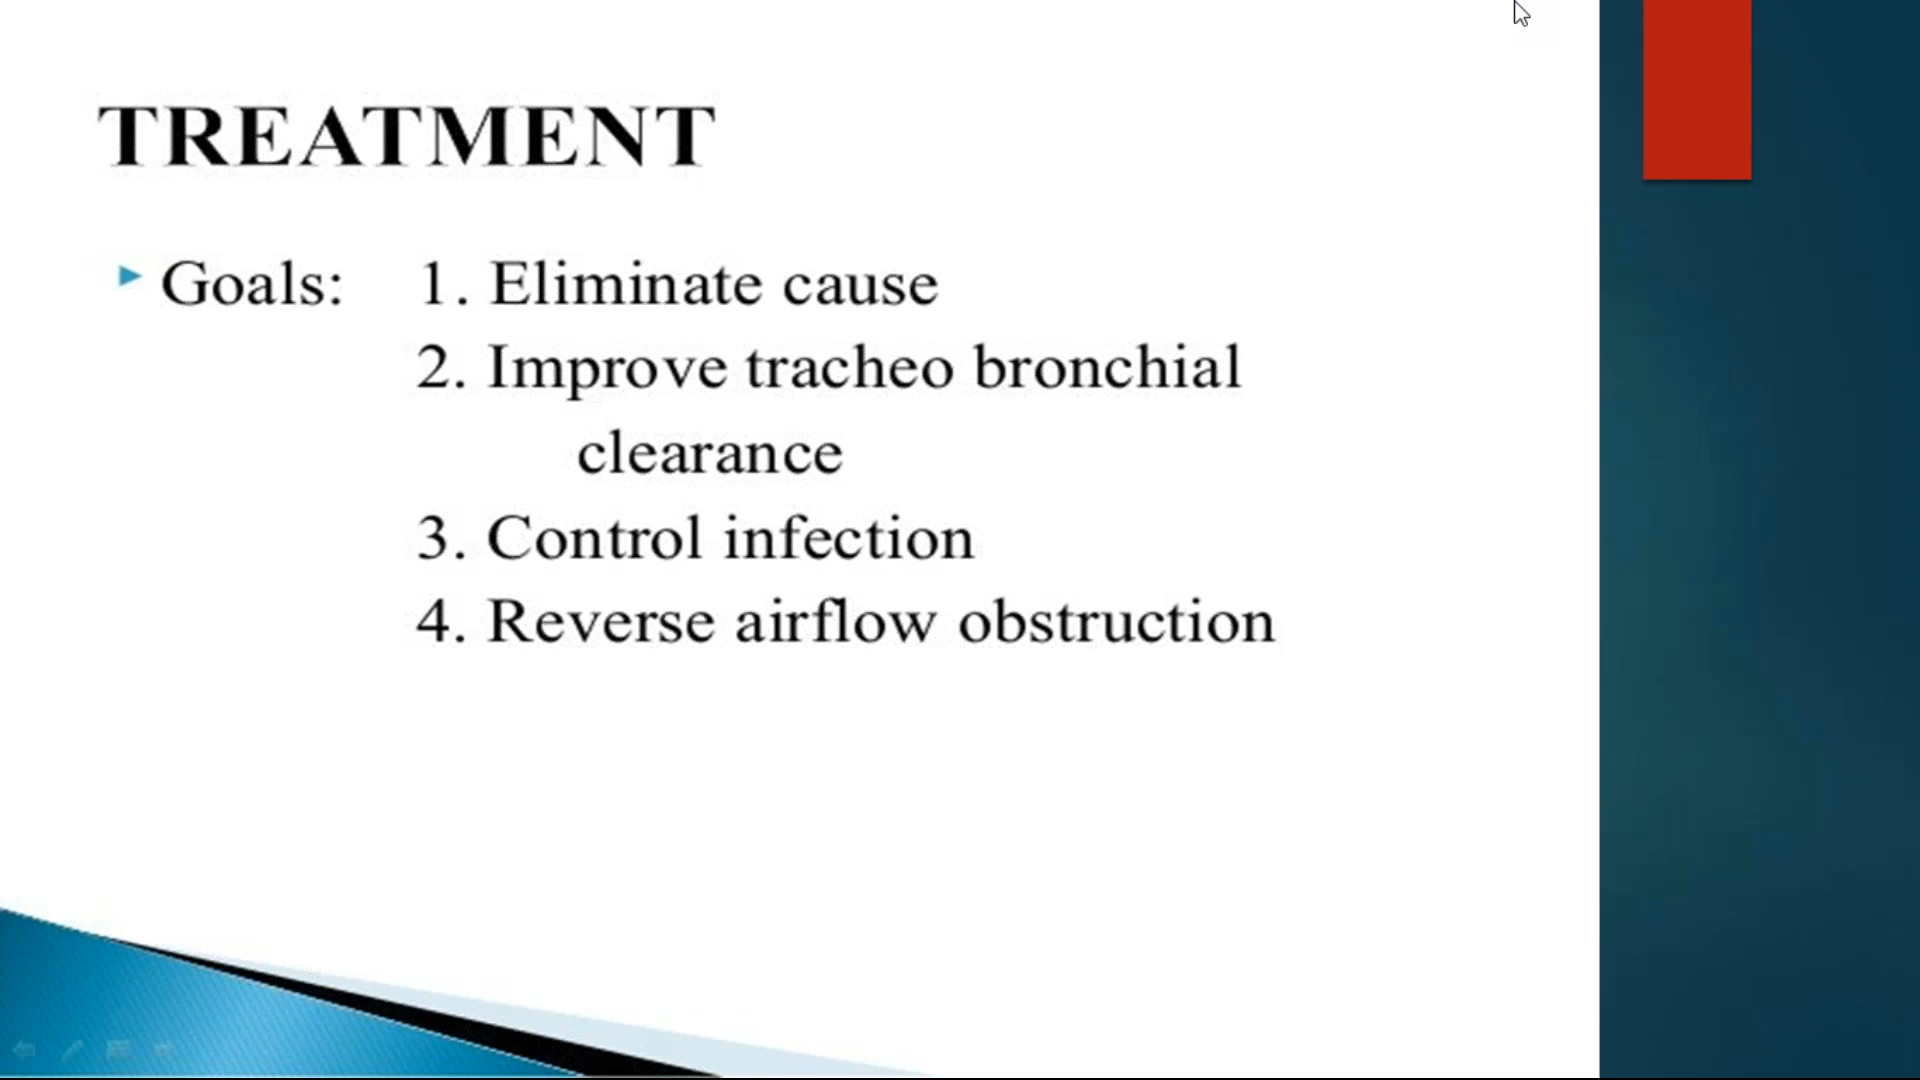 TREATMENT
Goals: 1. Eliminate cause
2. Improve tracheo bronchial
clearance
3. Control infection
4. Reverse airflow obstruction